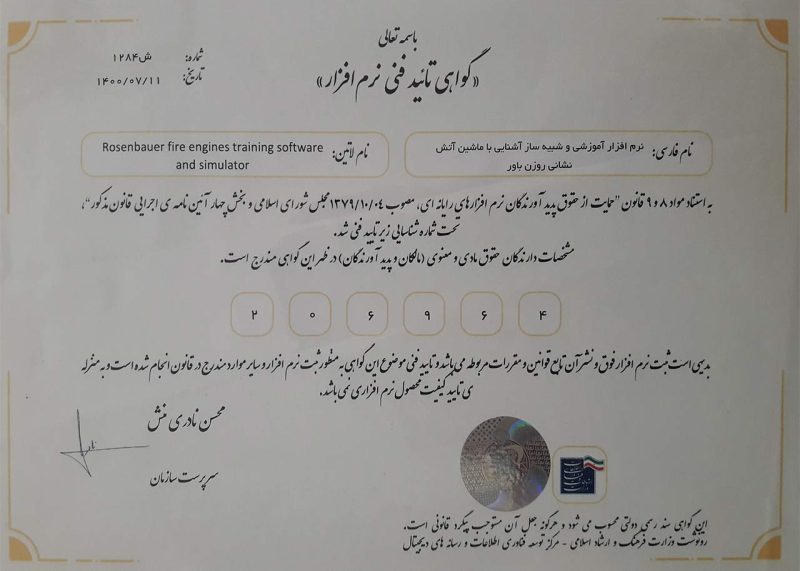 باسمه تعالی
شماره: ش۱۲۸۴
تاریخ: ۱۴۰۰/۰۷/۱۱
«گواهی تائید فنی نرم افزار»
نام فارسی: نرم افزار آموزشی و شبیه ساز آشنایی با ماشین آتش
نشانی روزن باور
نام لاتین: Rosenbauer fire engines training software
and simulator
به استناد مواد ۸ و ۹ قانون "حمایت از حقوق پدید آورندگان نرم افزارهای رایانه ای، مصوب ۱۳۷۹/۱۰/۰۴ مجلس شورای اسلامی و بخش چهار آئین نامه ی اجرایی قانون مذکور"،
تحت شماره شناسایی زیر تایید فنی شد.
مشخصات دارندگان حقوق مادی و معنوی (مالکان و پدید آورندگان) در ظهر این گواهی مندرج است.
۲ ۰ ۶ ۹ ۶ ۴
بدیهی است ثبت نرم افزار فوق و نشر آن تابع قوانین و مقررات مربوطه می باشد و تایید فنی موضوع این گواهی به منظور ثبت نرم افزار و سایر موارد مندرج در قانون انجام شده است و به منزله
ی تایید کیفیت محصول نرم افزاری نمی باشد.
محسن نادری منش
سرپرست سازمان
این گواهی سند رسمی دولتی محسوب می شود و هرگونه جعل آن مستوجب پیگرد قانونی است.
رونوشت وزارت فرهنگ و ارشاد اسلامی - مرکز توسعه فناوری اطلاعات و رسانه های دیجیتال